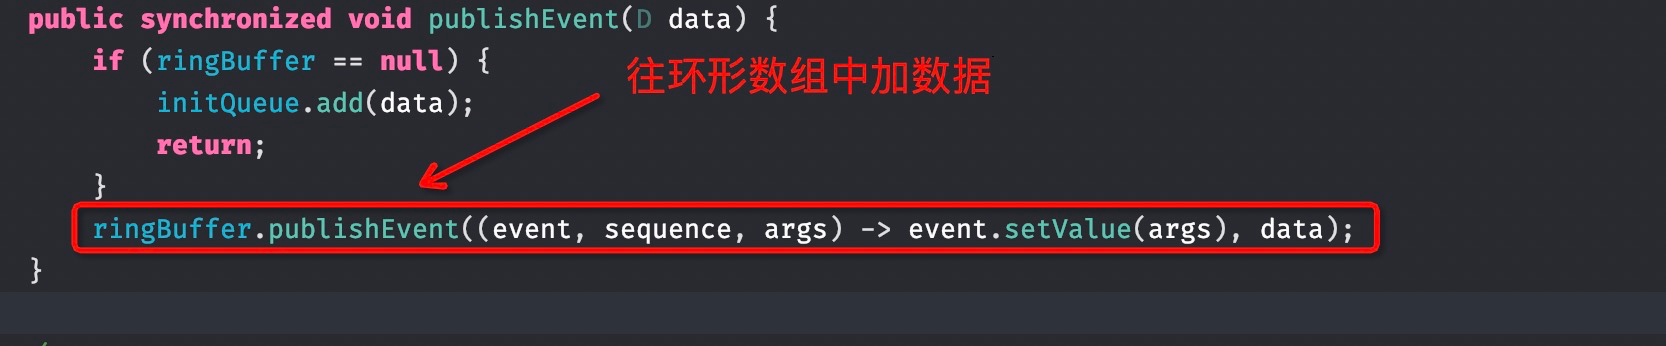 public synchronized void publishEvent(D data) {
if (ringBuffer == null) {
往环形数组中加数据
initQueue.add(data);
return;
}
ringBuffer.publishEvent((event, sequence, args) -> event.setValue(args), data);
}